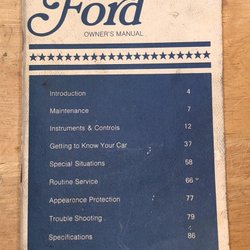 Ford
OWNER'S MANUAL
Introduction 4
Maintenance 7
Instruments & Controls 12
Getting to Know Your Car 37
Special Situations 58
Routine Service 66
Appearance Protection 77
Trouble Shooting 79
Specifications 86